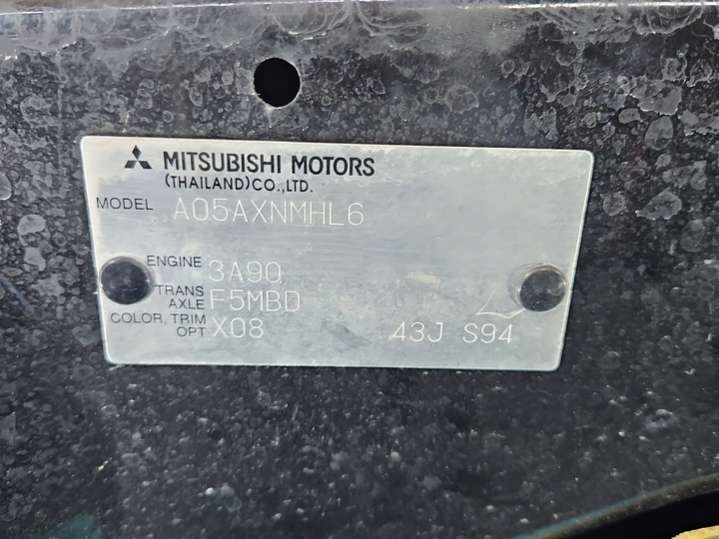 MITSUBISHI MOTORS
(THAILAND)CO.,LTD.
MODEL A05AXNMHL6
ENGINE 3A90
TRANS
AXLE F5MBD
COLOR, TRIM
OPT X08 43J S94